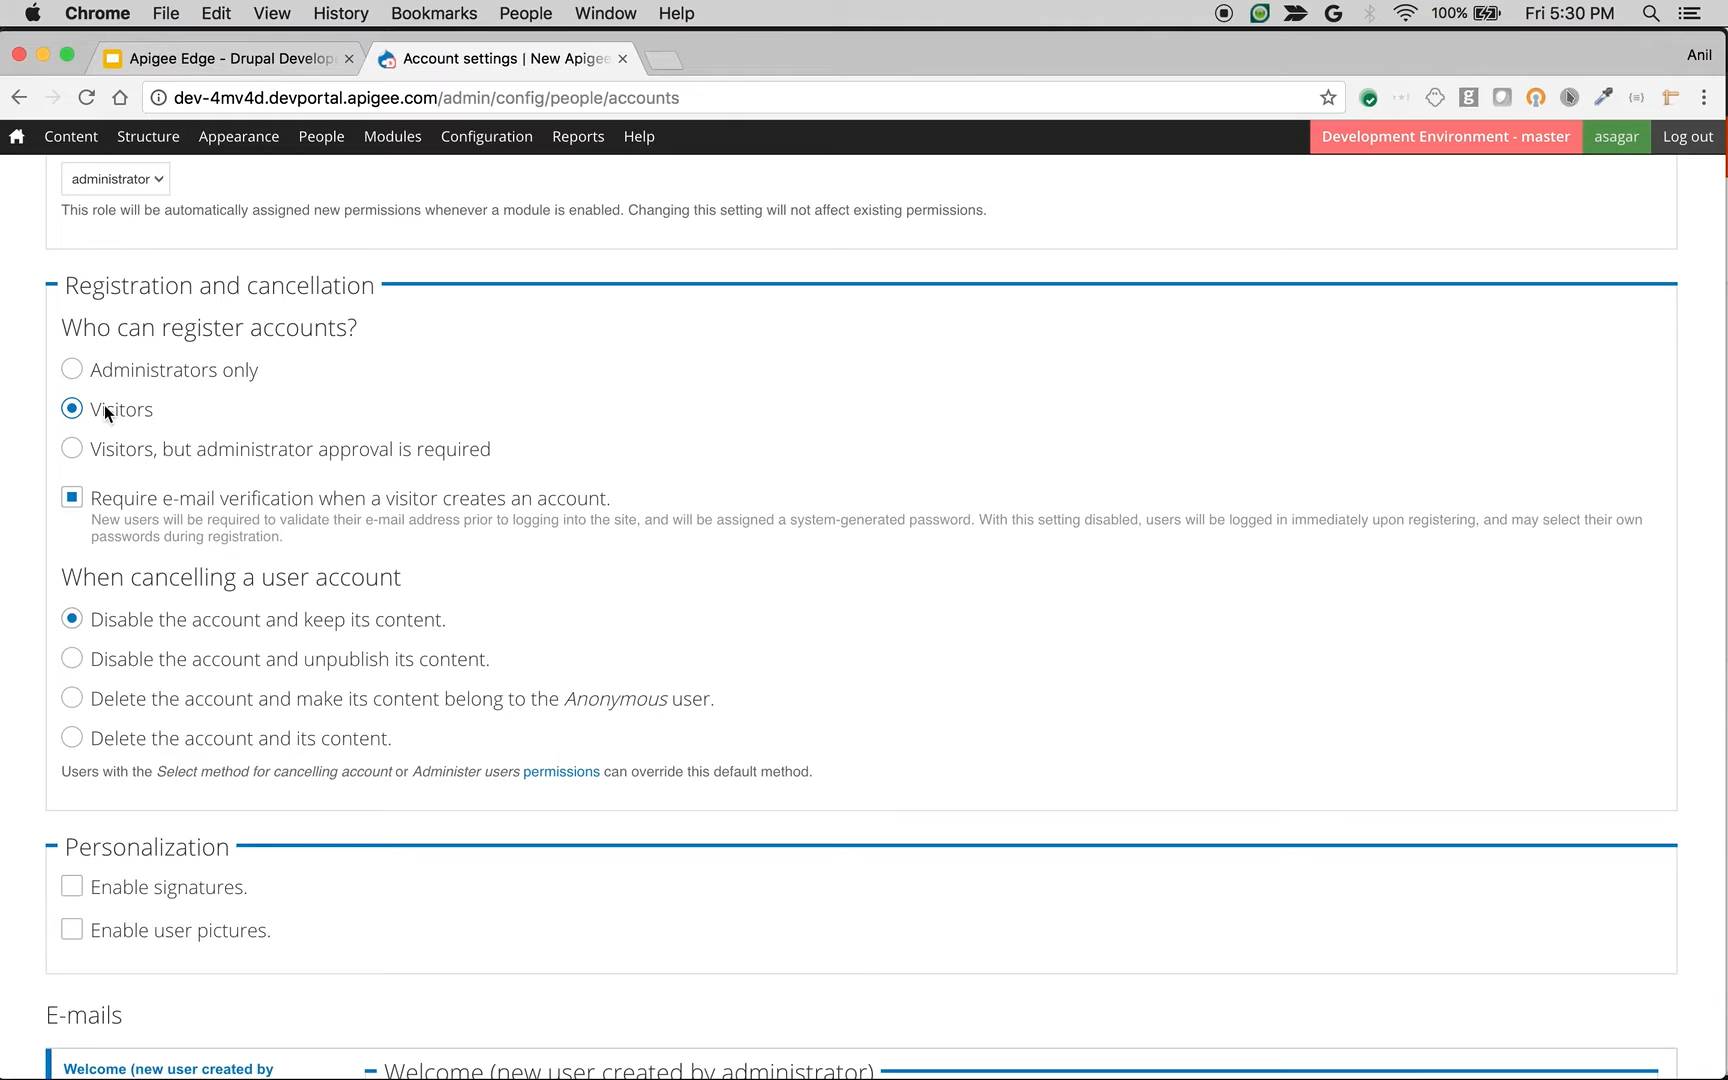 Chrome File Edit View History Bookmarks People Window Help 100% Fri 5:30 PM
Apigee Edge - Drupal Develop Account settings | New Apigee Anil
dev-4mv4d.devportal.apigee.com/admin/config/people/accounts
Content Structure Appearance People Modules Configuration Reports Help Development Environment - master asagar Log out
administrator
This role will be automatically assigned new permissions whenever a module is enabled. Changing this setting will not affect existing permissions.
Registration and cancellation
Who can register accounts?
Administrators only
Visitors
Visitors, but administrator approval is required
Require e-mail verification when a visitor creates an account.
New users will be required to validate their e-mail address prior to logging into the site, and will be assigned a system-generated password. With this setting disabled, users will be logged in immediately upon registering, and may select their own
passwords during registration.
When cancelling a user account
Disable the account and keep its content.
Disable the account and unpublish its content.
Delete the account and make its content belong to the Anonymous user.
Delete the account and its content.
Users with the Select method for cancelling account or Administer users permissions can override this default method.
Personalization
Enable signatures.
Enable user pictures.
E-mails
Welcome (new user created by
Welcome (new user created by administrator)